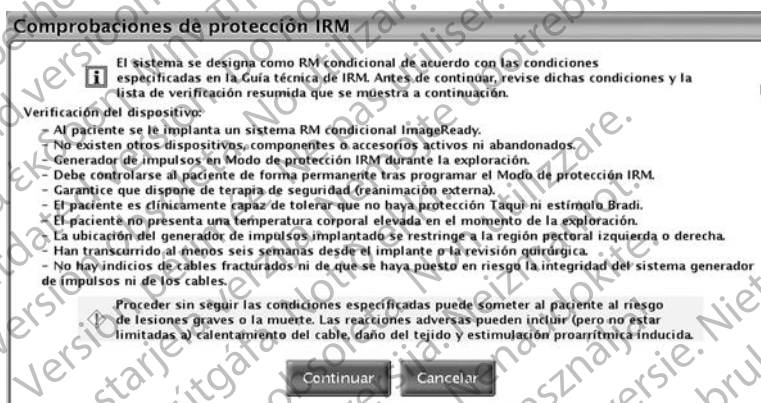 Comprobaciones de protección IRM
El sistema se designa como RM condicional de acuerdo con las condiciones
especificadas en la Guía técnica de IRM. Antes de continuar, revise dichas condiciones y la
lista de verificación resumida que se muestra a continuación.
Verificación del dispositivo:
- Al paciente se le implanta un sistema RM condicional ImageReady.
- No existen otros dispositivos, componentes o accesorios activos ni abandonados.
- Generador de impulsos en Modo de protección IRM durante la exploración.
- Debe controlarse al paciente de forma permanente tras programar el Modo de protección IRM.
- Garantice que dispone de terapia de seguridad (reanimación externa).
- El paciente es clínicamente capaz de tolerar que no haya protección Taqui ni estímulo Bradi.
- El paciente no presenta una temperatura corporal elevada en el momento de la exploración.
- La ubicación del generador de impulsos implantado se restringe a la región pectoral izquierda o derecha.
- Han transcurrido al menos seis semanas desde el implante o la revisión quirúrgica.
- No hay indicios de cables fracturados ni de que se haya puesto en riesgo la integridad del sistema generador
de impulsos ni de los cables.
Proceder sin seguir las condiciones especificadas puede someter al paciente al riesgo
de lesiones graves o la muerte. Las reacciones adversas pueden incluir (pero no estar
limitadas a) calentamiento del cable, daño del tejido y estimulación proarrítmica inducida.
Continuar Cancelar